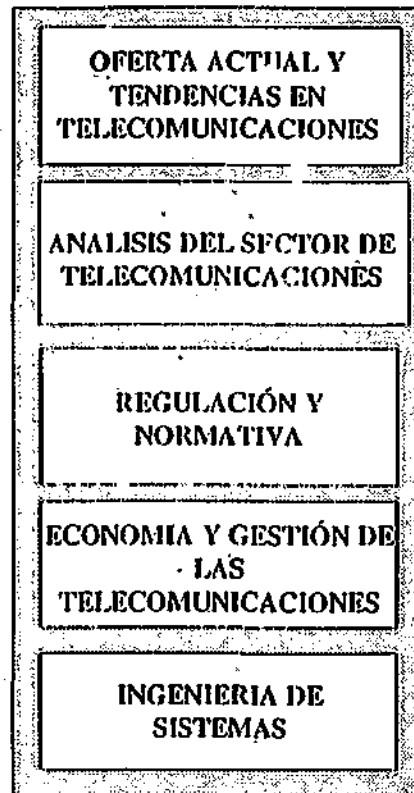 OFERTA ACTUAL Y
TENDENCIAS EN
TELECOMUNICACIONES
ANALISIS DEL SECTOR DE
TELECOMUNICACIONES
REGULACIÓN Y
NORMATIVA
ECONOMIA Y GESTIÓN DE
LAS
TELECOMUNICACIONES
INGENIERIA DE
SISTEMAS